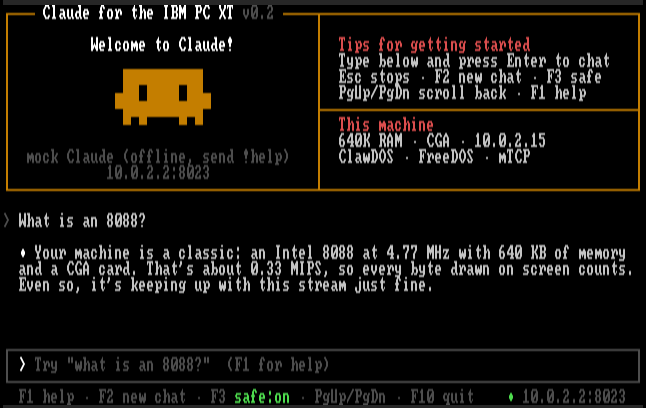 Claude for the IBM PC XT v0.2
Welcome to Claude!
mock Claude (offline, send !help)
10.0.2.2:8023
Tips for getting started
Type below and press Enter to chat
Esc stops · F2 new chat · F3 safe
PgUp/PgDn scroll back · F1 help
This machine
640K RAM · CGA · 10.0.2.15
ClawDOS · FreeDOS · mTCP
> What is an 8088?
♦ Your machine is a classic: an Intel 8088 at 4.77 MHz with 640 KB of memory
and a CGA card. That's about 0.33 MIPS, so every byte drawn on screen counts.
Even so, it's keeping up with this stream just fine.
> Try "what is an 8088?" (F1 for help)
F1 help · F2 new chat · F3 safe:on · PgUp/PgDn · F10 quit ♦ 10.0.2.2:8023